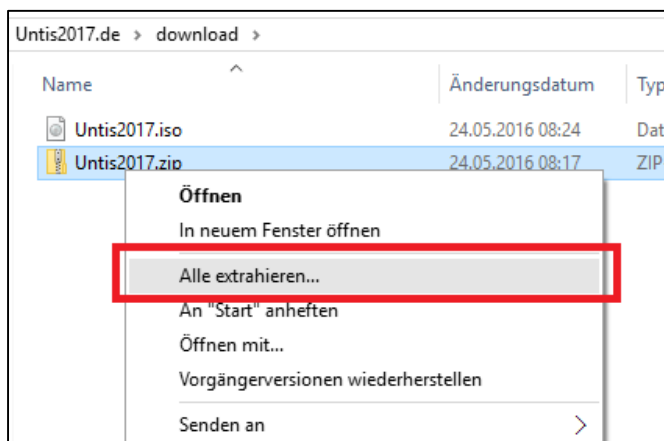 Untis2017.de > download >
Name Änderungsdatum Typ
Untis2017.iso 24.05.2016 08:24 Dat
Untis2017.zip 24.05.2016 08:17 ZIP
Öffnen
In neuem Fenster öffnen
Alle extrahieren...
An "Start" anheften
Öffnen mit...
Vorgängerversionen wiederherstellen
Senden an >